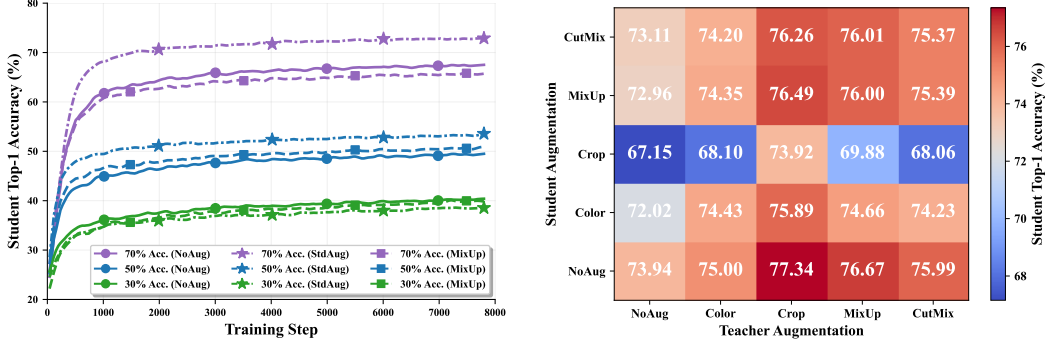 80
70
60
50
40
30
20
Student Top-1 Accuracy (%)
70% Acc. (NoAug) 70% Acc. (StdAug) 70% Acc. (MixUp)
50% Acc. (NoAug) 50% Acc. (StdAug) 50% Acc. (MixUp)
30% Acc. (NoAug) 30% Acc. (StdAug) 30% Acc. (MixUp)
0 1000 2000 3000 4000 5000 6000 7000 8000
Training Step
Student Augmentation
CutMix 73.11 74.20 76.26 76.01 75.37
MixUp 72.96 74.35 76.49 76.00 75.39
Crop 67.15 68.10 73.92 69.88 68.06
Color 72.02 74.43 75.89 74.66 74.23
NoAug 73.94 75.00 77.34 76.67 75.99
NoAug Color Crop MixUp CutMix
Teacher Augmentation
76
74
72
70
68
Student Top-1 Accuracy (%)